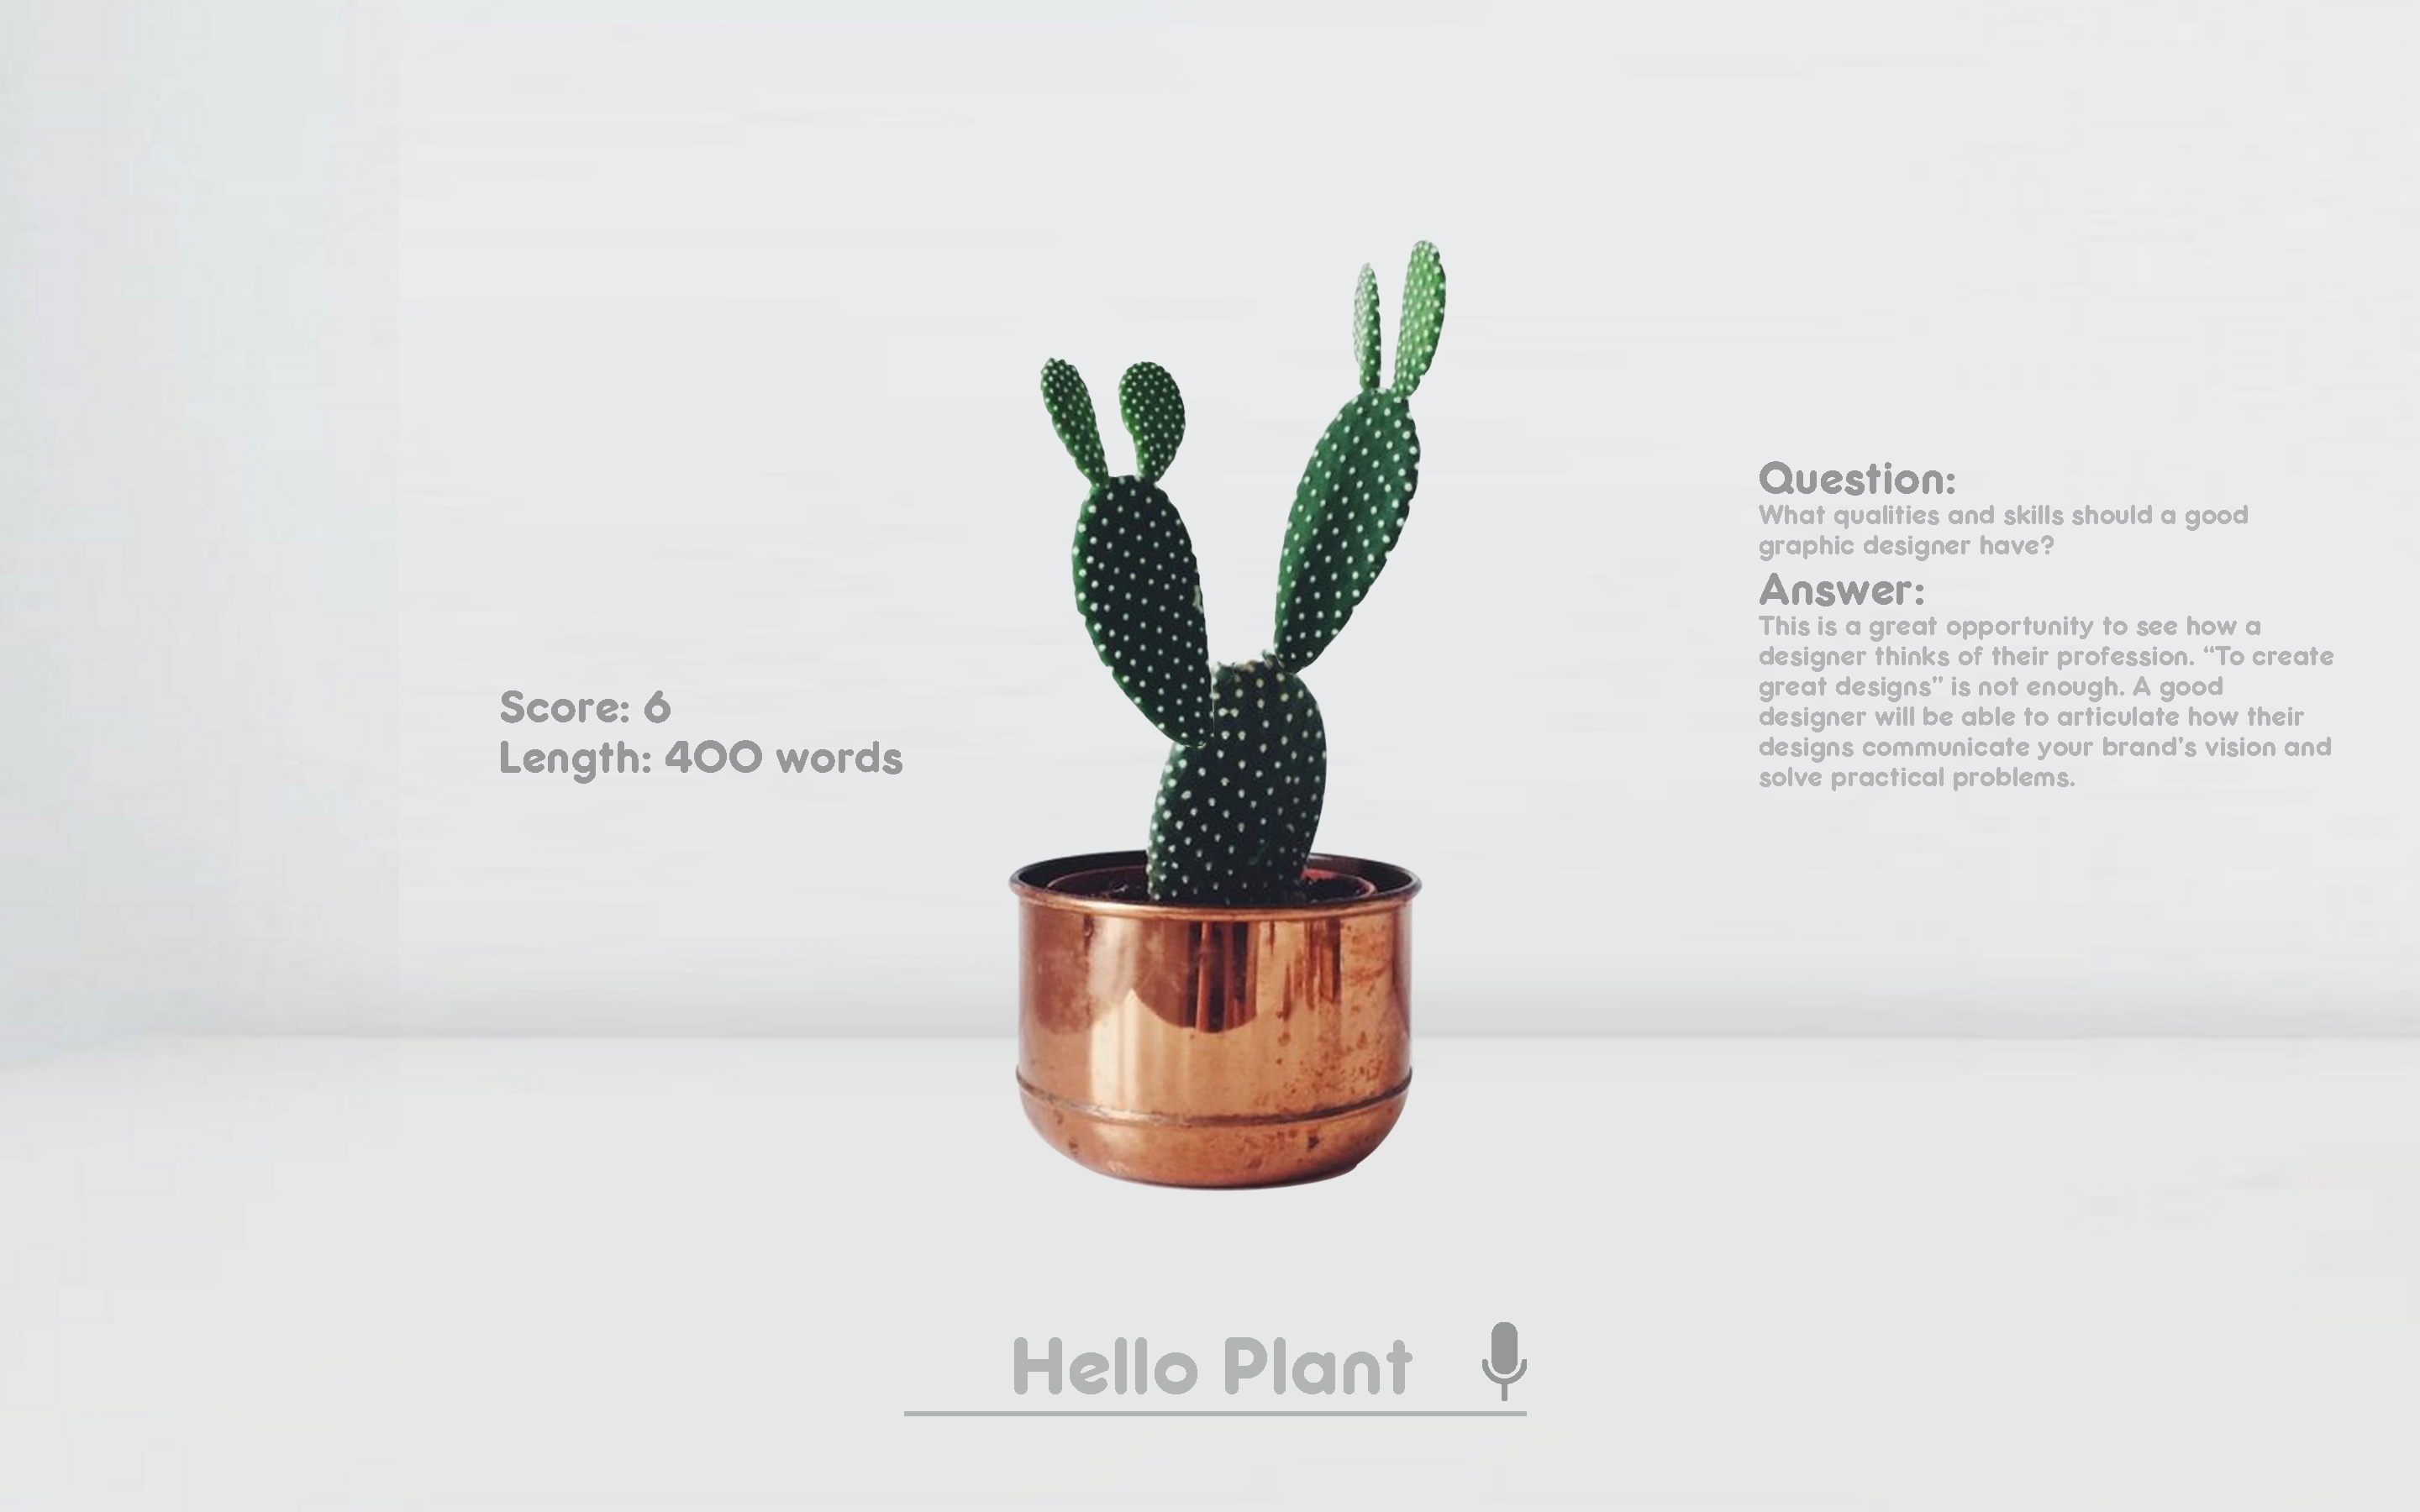 Score: 6
Length: 400 words
Question:
What qualities and skills should a good
graphic designer have?
Answer:
This is a great opportunity to see how a
designer thinks of their profession. “To create
great designs” is not enough. A good
designer will be able to articulate how their
designs communicate your brand's vision and
solve practical problems.
Hello Plant